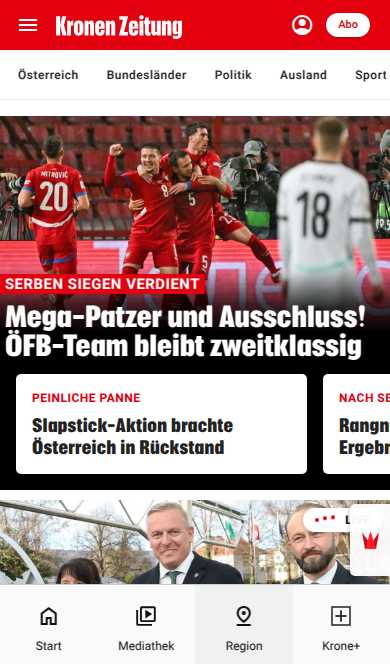 Kronen Zeitung
Abo
Österreich Bundesländer Politik Ausland Sport
MITROVIĆ
20
8
5
5
18
SERBEN SIEGEN VERDIENT
Mega-Patzer und Ausschluss!
ÖFB-Team bleibt zweitklassig
PEINLICHE PANNE
Slapstick-Aktion brachte
Österreich in Rückstand
NACH SE
Rangn
Ergebr
Start Mediathek Region Krone+